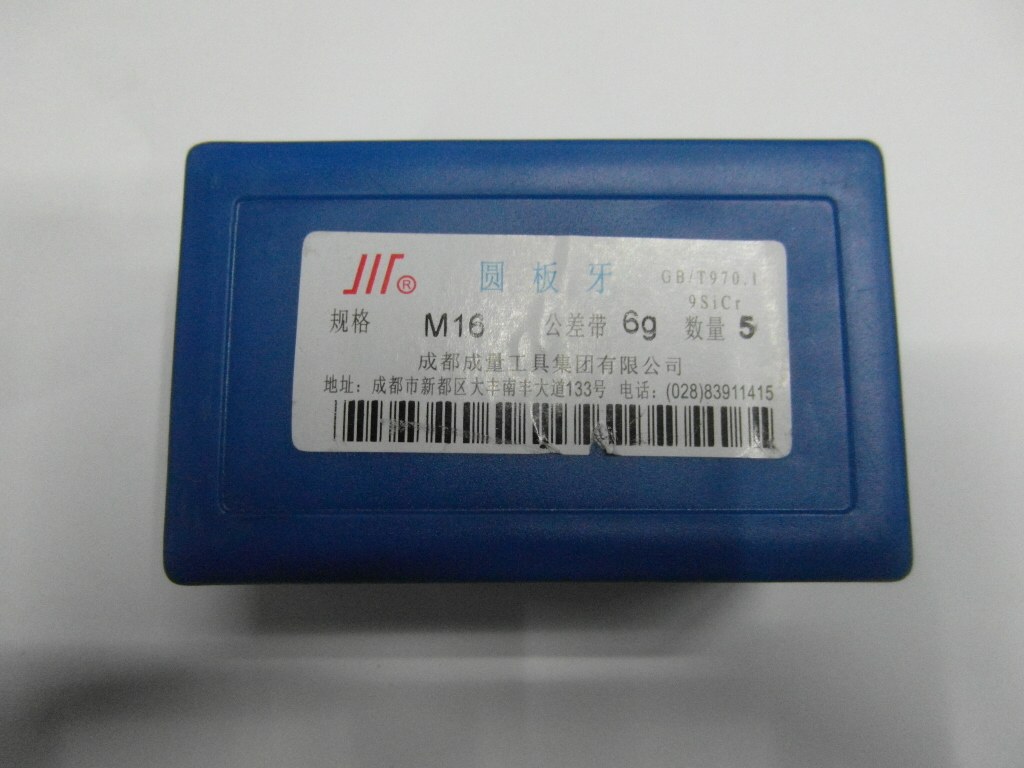 圆板牙 GB/T970.1
9SiCr
规格 M16 公差带 6g 数量 5
成都成量工具集团有限公司
地址：成都市新都区大丰南丰大道133号 电话：(028)83911415